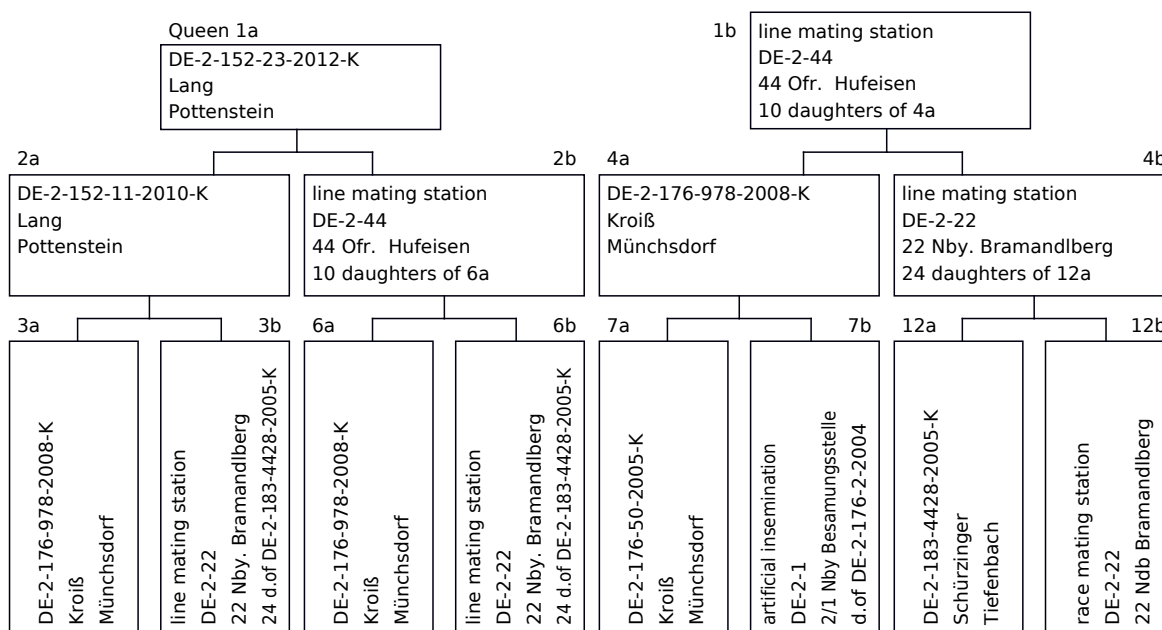 Queen 1a
DE-2-152-23-2012-K
Lang
Pottenstein
1b
line mating station
DE-2-44
44 Ofr.  Hufeisen
10 daughters of 4a
2a
DE-2-152-11-2010-K
Lang
Pottenstein
2b
line mating station
DE-2-44
44 Ofr.  Hufeisen
10 daughters of 6a
4a
DE-2-176-978-2008-K
Kroiß
Münchsdorf
4b
line mating station
DE-2-22
22 Nby. Bramandlberg
24 daughters of 12a
3a
DE-2-176-978-2008-K
Kroiß
Münchsdorf
3b
line mating station
DE-2-22
22 Nby. Bramandlberg
24 d.of DE-2-183-4428-2005-K
6a
DE-2-176-978-2008-K
Kroiß
Münchsdorf
6b
line mating station
DE-2-22
22 Nby. Bramandlberg
24 d.of DE-2-183-4428-2005-K
7a
DE-2-176-50-2005-K
Kroiß
Münchsdorf
7b
artificial insemination
DE-2-1
2/1 Nby Besamungsstelle
d.of DE-2-176-2-2004
12a
DE-2-183-4428-2005-K
Schürzinger
Tiefenbach
12b
race mating station
DE-2-22
22 Ndb Bramandlberg